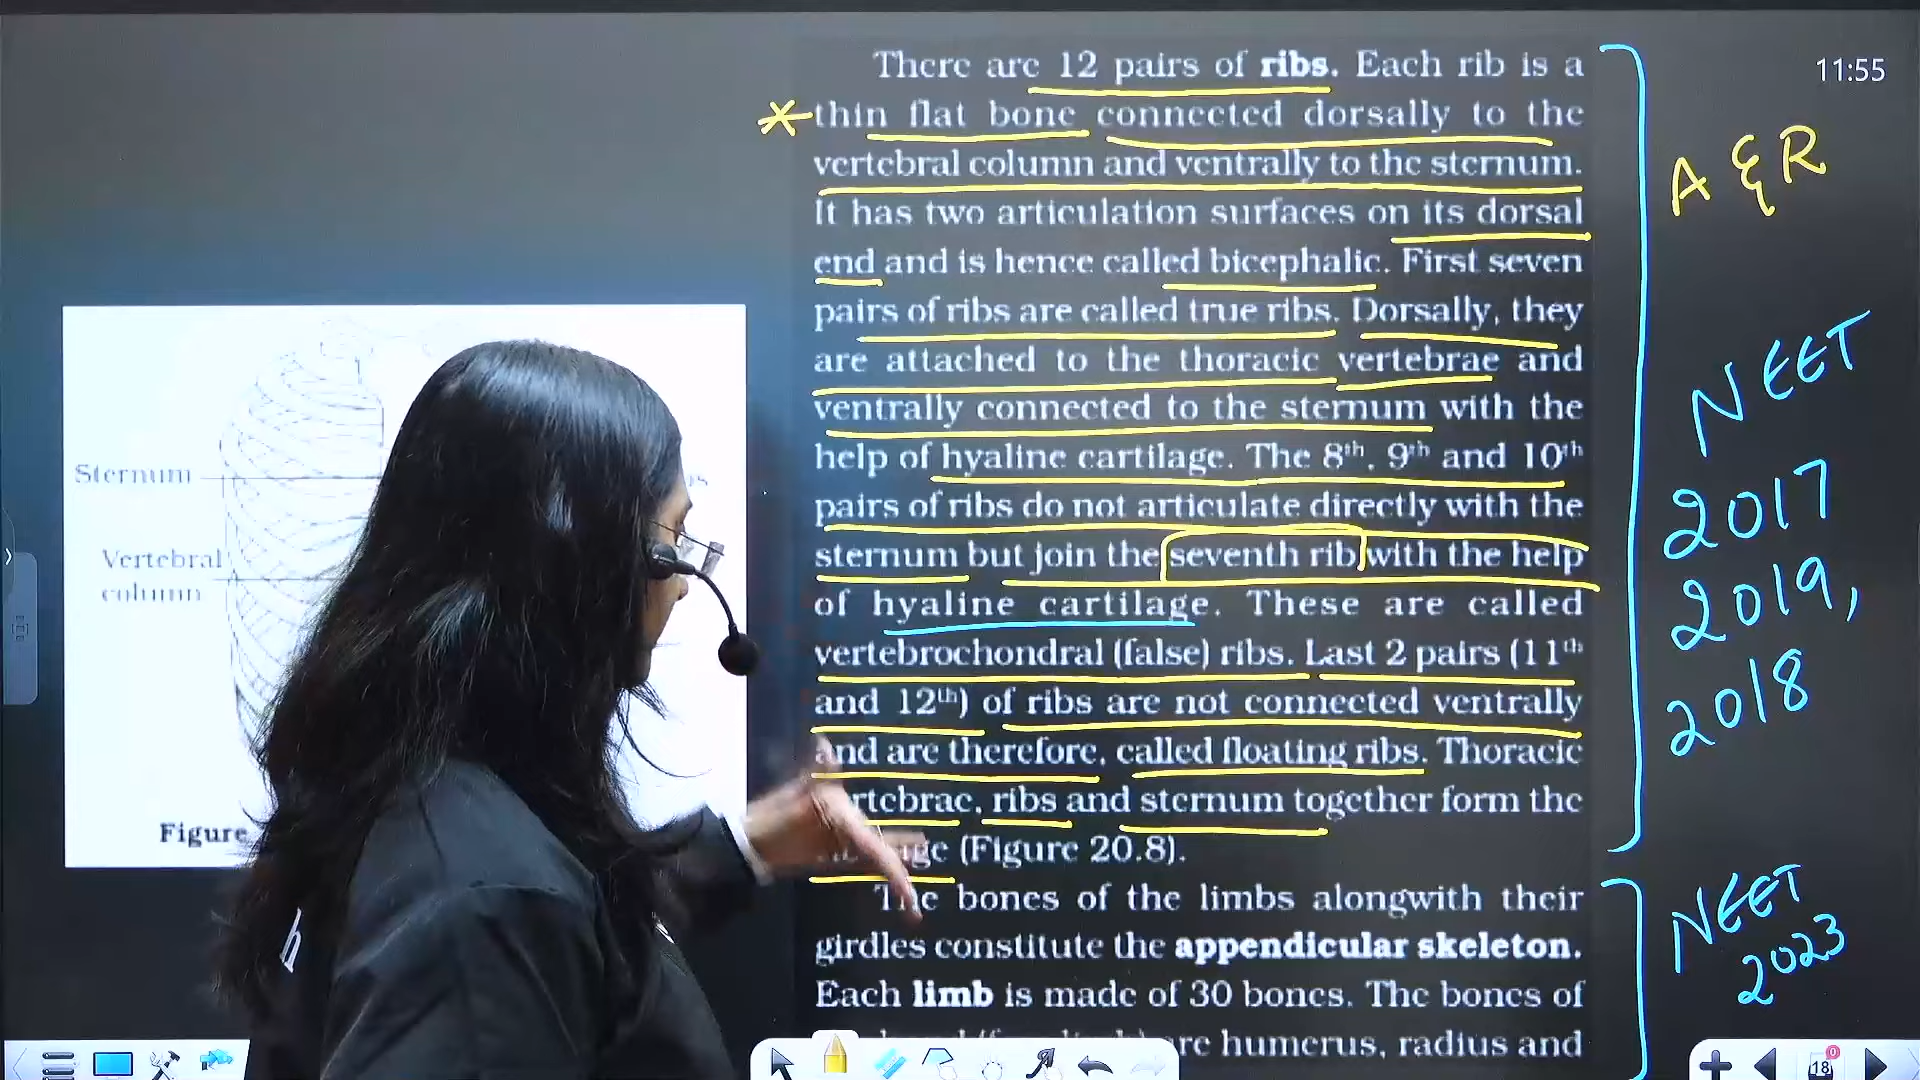 There are 12 pairs of ribs. Each rib is a
thin flat bone connected dorsally to the
vertebral column and ventrally to the sternum.
It has two articulation surfaces on its dorsal
end and is hence called bicephalic. First seven
pairs of ribs are called true ribs. Dorsally, they
are attached to the thoracic vertebrae and
ventrally connected to the sternum with the
help of hyaline cartilage. The 8th, 9th and 10th
pairs of ribs do not articulate directly with the
sternum but join the seventh rib with the help
of hyaline cartilage. These are called
vertebrochondral (false) ribs. Last 2 pairs (11th
and 12th) of ribs are not connected ventrally
and are therefore, called floating ribs. Thoracic
ribs and sternum together form the
(Figure 20.8).
The bones of the limbs alongwith their
girdles constitute the appendicular skeleton.
Each limb is made of 30 bones. The bones of
are humerus, radius and
11:55
A & R
NEET
2017
2019,
2018
NEET
2023
Sternum
Vertebral
column
Figure
h
18
0